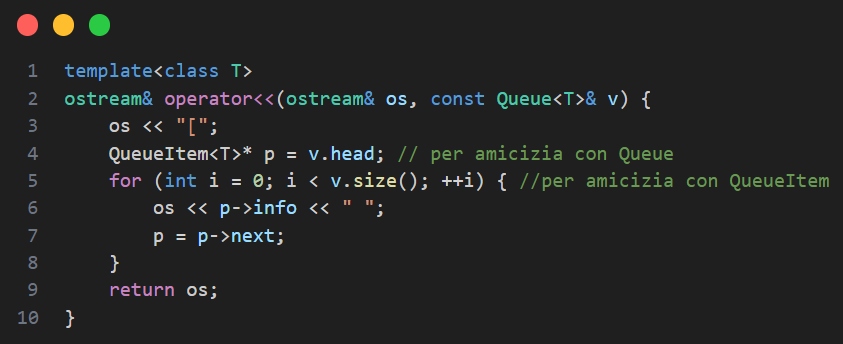 1 template<class T>
2 ostream& operator<<(ostream& os, const Queue<T>& v) {
3     os << "[";
4     QueueItem<T>* p = v.head; // per amicizia con Queue
5     for (int i = 0; i < v.size(); ++i) { //per amicizia con QueueItem
6         os << p->info << " ";
7         p = p->next;
8     }
9     return os;
10 }